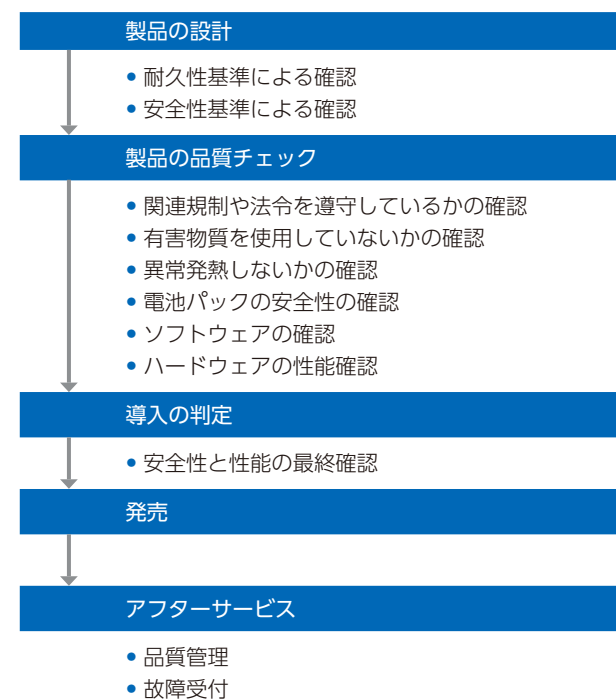 製品の設計
• 耐久性基準による確認
• 安全性基準による確認
製品の品質チェック
• 関連規制や法令を遵守しているかの確認
• 有害物質を使用していないかの確認
• 異常発熱しないかの確認
• 電池パックの安全性の確認
• ソフトウェアの確認
• ハードウェアの性能確認
導入の判定
• 安全性と性能の最終確認
発売
アフターサービス
• 品質管理
• 故障受付